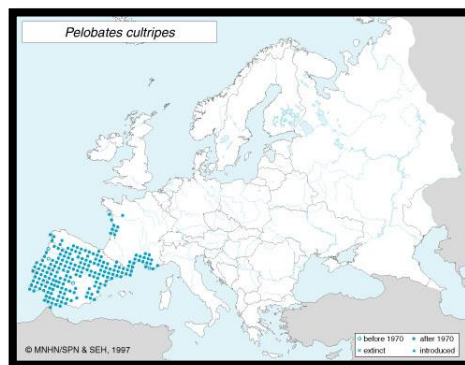 Pelobates cultripes
before 1970 after 1970
extinct introduced
© MNHN/SPN & SEH, 1997